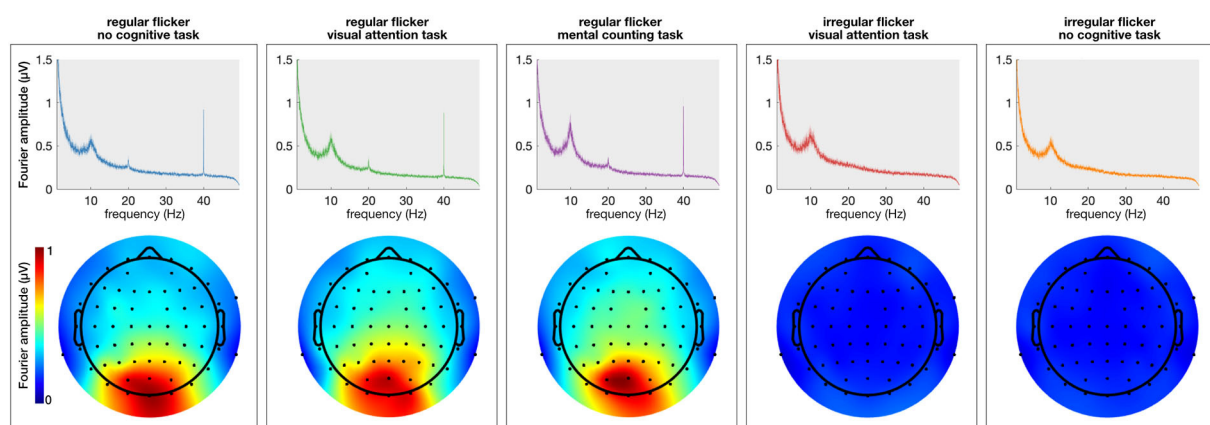 regular flicker
no cognitive task
regular flicker
visual attention task
regular flicker
mental counting task
irregular flicker
visual attention task
irregular flicker
no cognitive task
Fourier amplitude (µV)
1.5
1
0.5
10 20 30 40
frequency (Hz)
1.5
1
0.5
0
10 20 30 40
frequency (Hz)
1.5
1
0.5
0
10 20 30 40
frequency (Hz)
1.5
1
0.5
0
10 20 30 40
frequency (Hz)
1.5
1
0.5
0
10 20 30 40
frequency (Hz)
Fourier amplitude (µV)
1
0